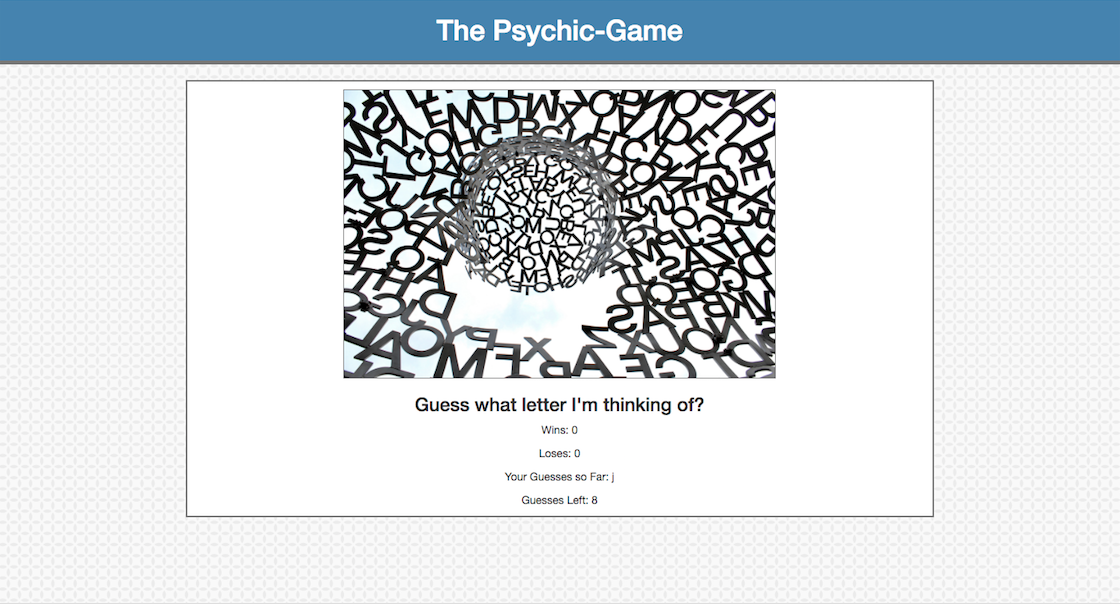 The Psychic-Game
Guess what letter I'm thinking of?
Wins: 0
Loses: 0
Your Guesses so Far: j
Guesses Left: 8